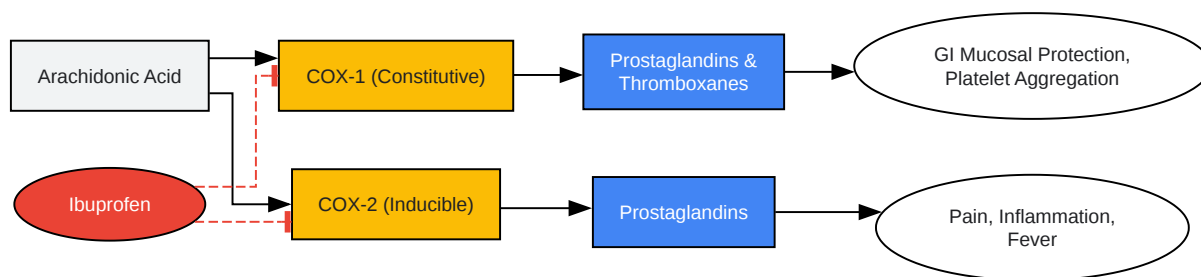 Arachidonic Acid
COX-1 (Constitutive)
Prostaglandins &
Thromboxanes
GI Mucosal Protection,
Platelet Aggregation
Ibuprofen
COX-2 (Inducible)
Prostaglandins
Pain, Inflammation,
Fever